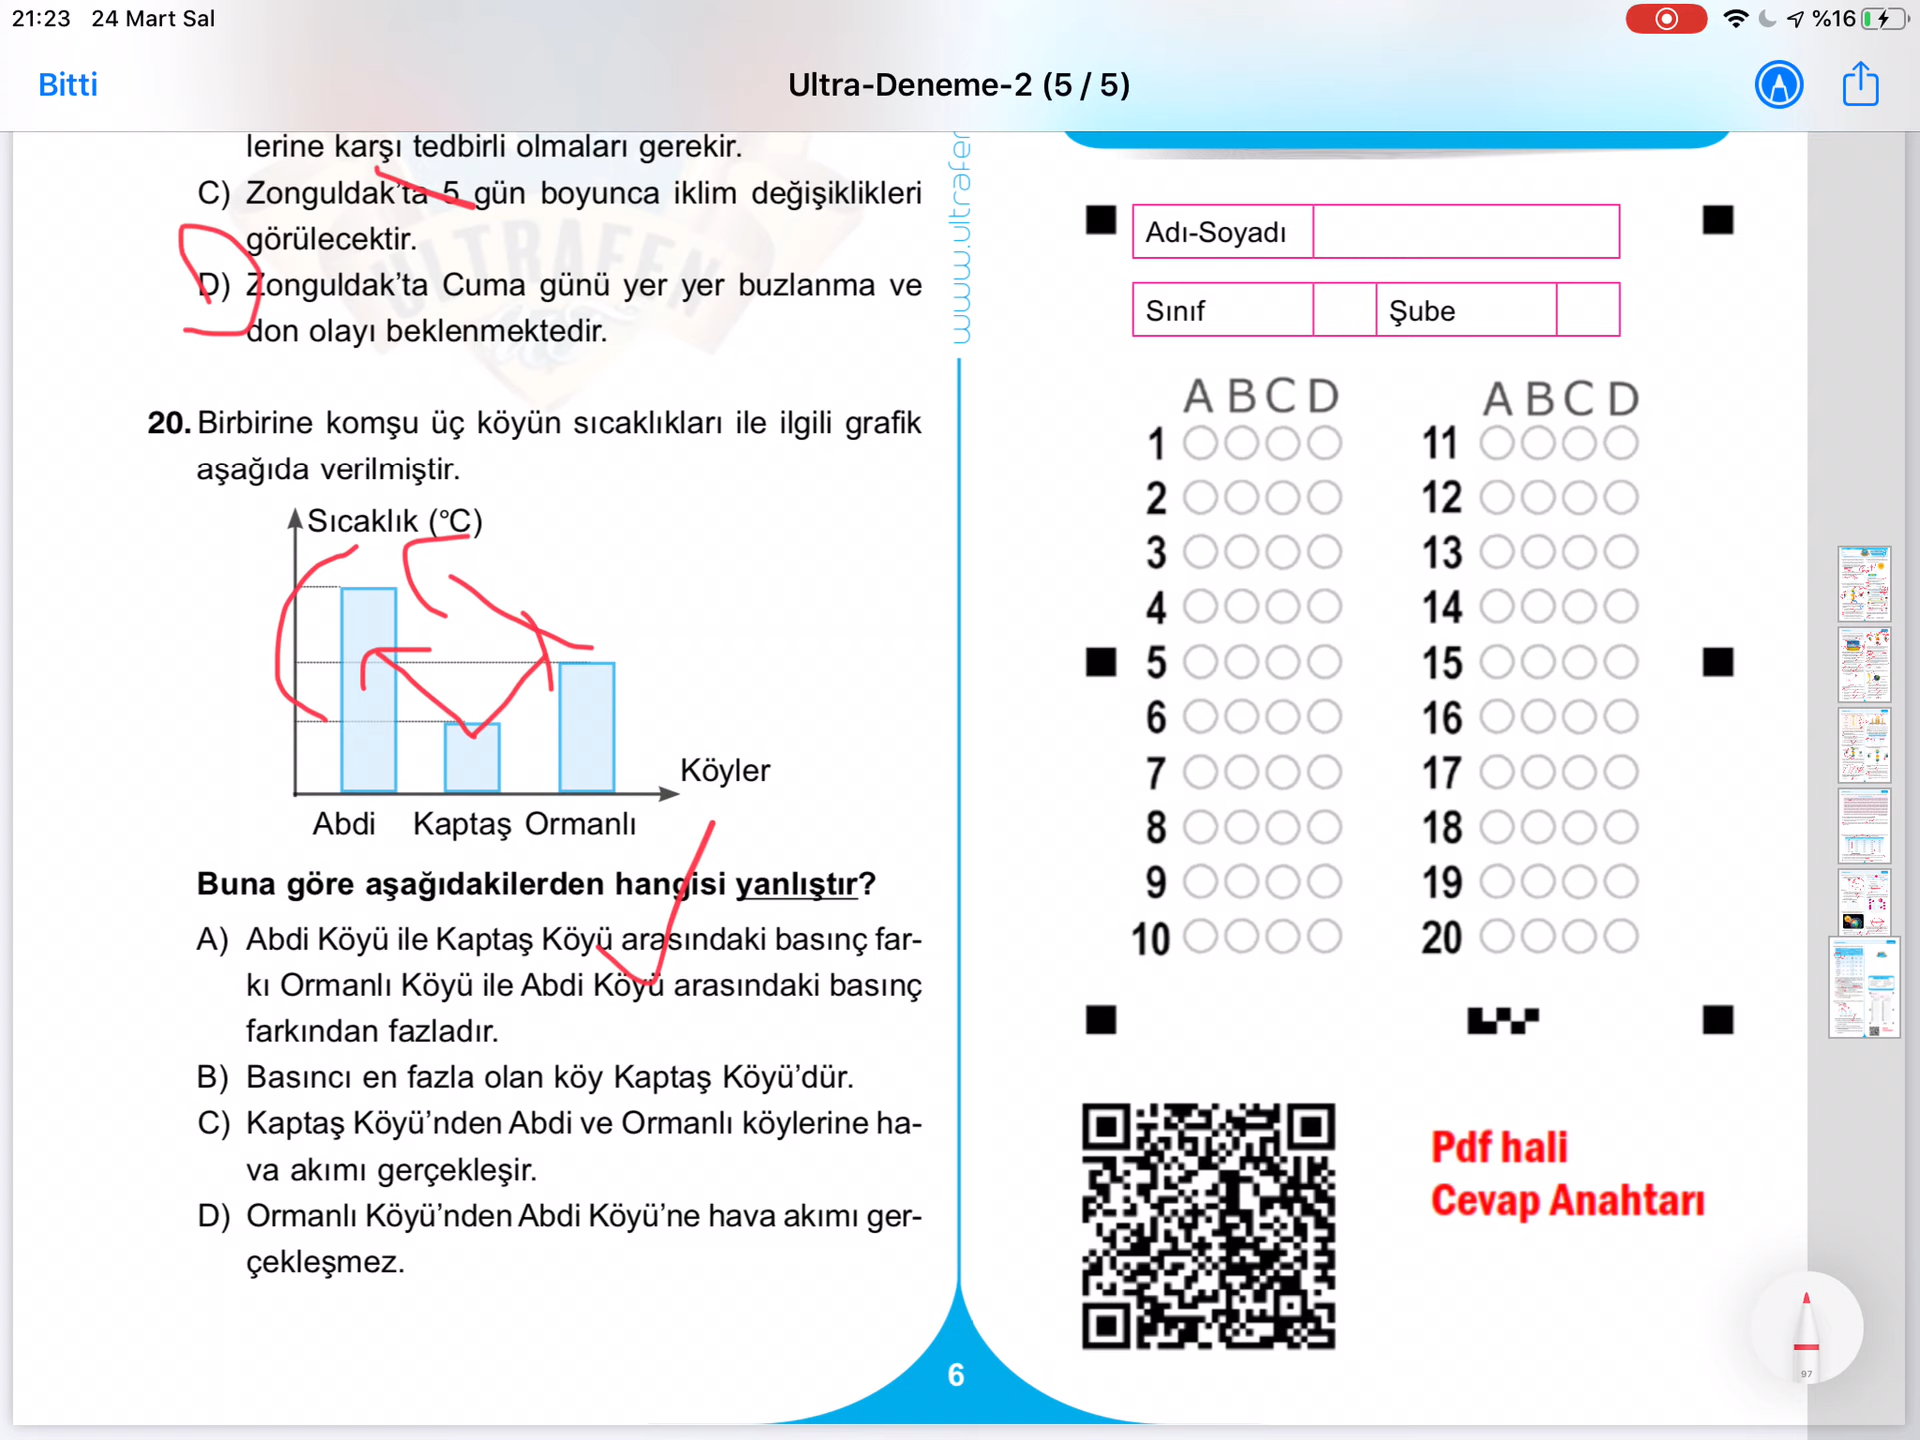 21:23 24 Mart Sal
%16
Bitti
Ultra-Deneme-2 (5 / 5)
lerine karşı tedbirli olmaları gerekir.
C) Zonguldak'ta 5 gün boyunca iklim değişiklikleri
görülecektir.
D) Zonguldak'ta Cuma günü yer yer buzlanma ve
don olayı beklenmektedir.
ULTRAFEN
20. Birbirine komşu üç köyün sıcaklıkları ile ilgili grafik
aşağıda verilmiştir.
Sıcaklık (°C)
Köyler
Abdi Kaptaş Ormanlı
Buna göre aşağıdakilerden hangisi yanlıştır?
A) Abdi Köyü ile Kaptaş Köyü arasındaki basınç far-
kı Ormanlı Köyü ile Abdi Köyü arasındaki basınç
farkından fazladır.
B) Basıncı en fazla olan köy Kaptaş Köyü'dür.
C) Kaptaş Köyü'nden Abdi ve Ormanlı köylerine ha-
va akımı gerçekleşir.
D) Ormanlı Köyü'nden Abdi Köyü'ne hava akımı ger-
çekleşmez.
www.ultrafer
6
Adı-Soyadı
Sınıf Şube
A B C D A B C D
1 11
2 12
3 13
4 14
5 15
6 16
7 17
8 18
9 19
10 20
Pdf hali
Cevap Anahtarı
97